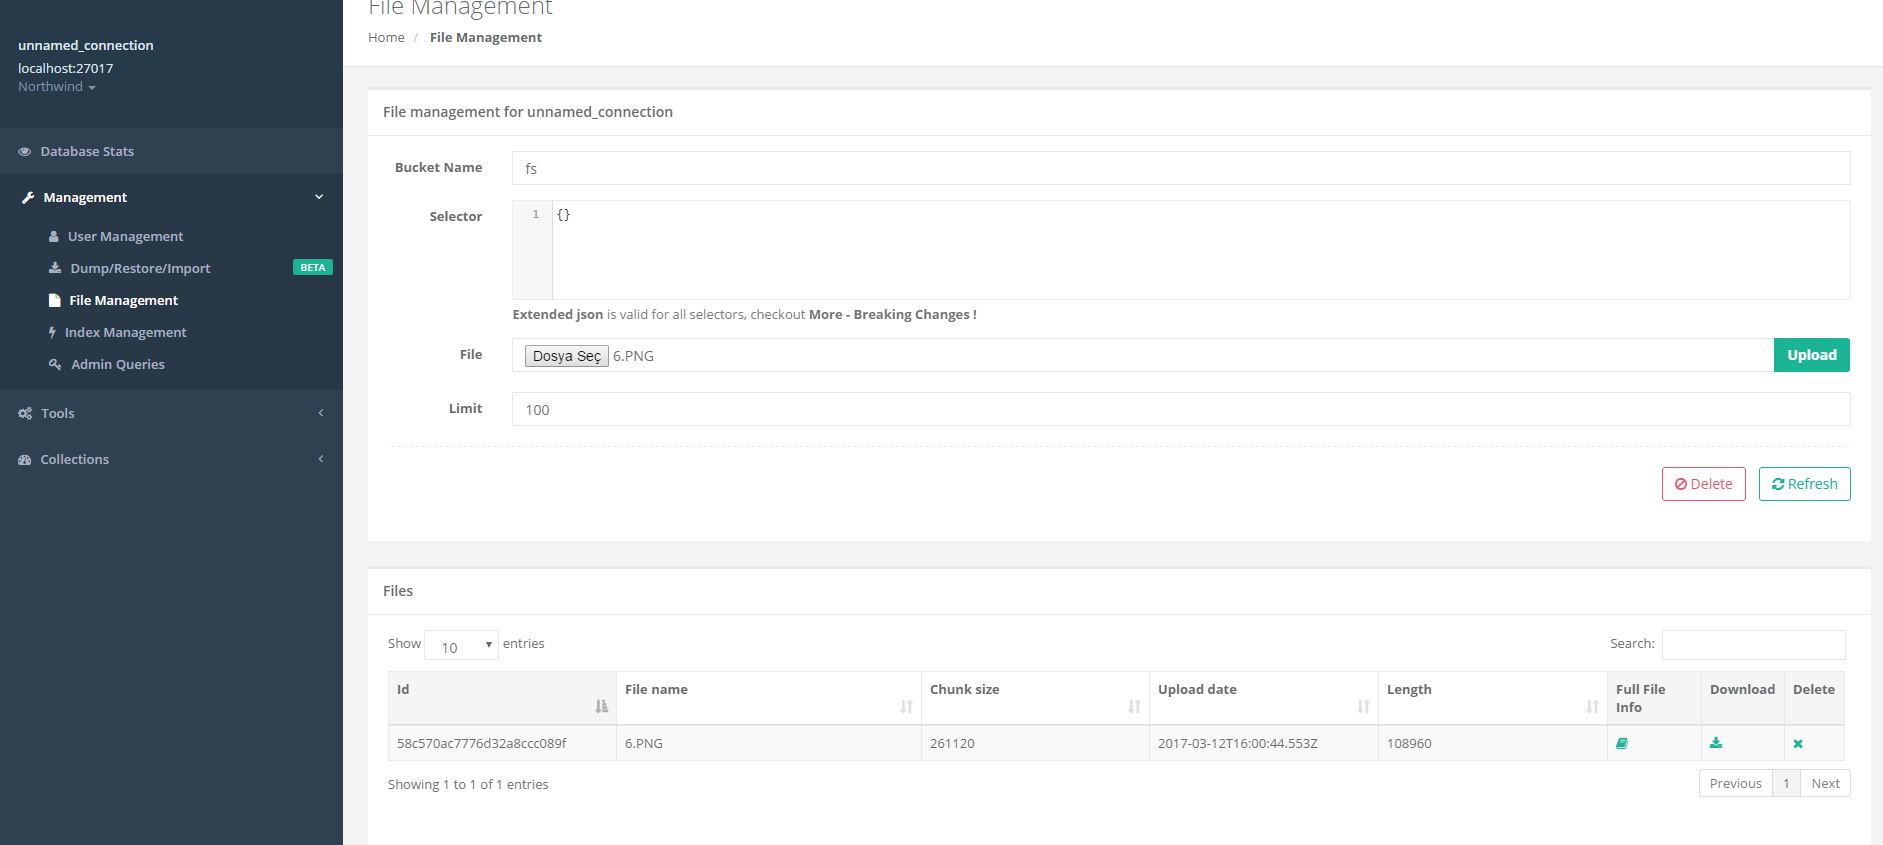 unnamed_connection
localhost:27017
Northwind
Database Stats
Management
User Management
Dump/Restore/Import BETA
File Management
Index Management
Admin Queries
Tools
Collections
File Management
Home / File Management
File management for unnamed_connection
Bucket Name fs
Selector 1 {}
Extended json is valid for all selectors, checkout More - Breaking Changes !
File Dosya Seç 6.PNG Upload
Limit 100
Delete Refresh
Files
Show 10 entries Search:
Id File name Chunk size Upload date Length Full File Info Download Delete
58c570ac7776d32a8ccc089f 6.PNG 261120 2017-03-12T16:00:44.553Z 108960
Showing 1 to 1 of 1 entries Previous 1 Next